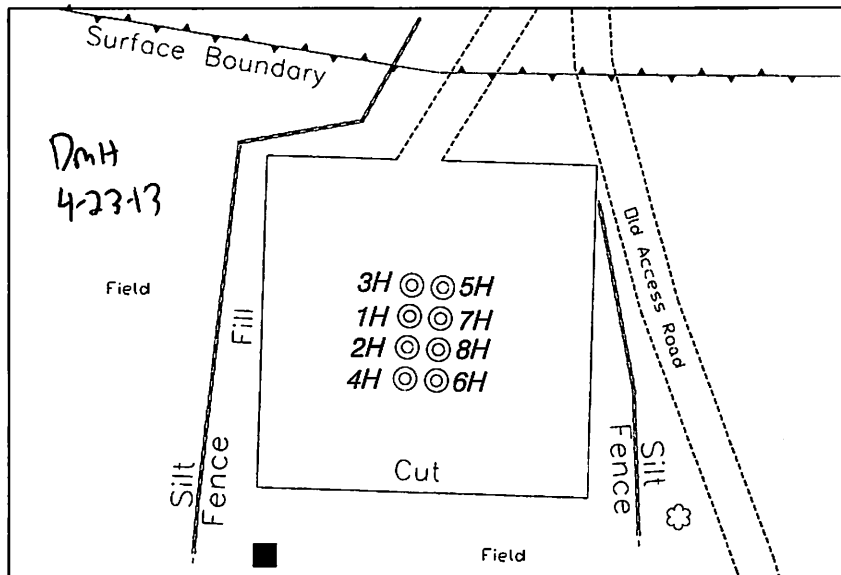 Surface Boundary
DmH
4-23-13
Field
Fill
3H 5H
1H 7H
2H 8H
4H 6H
Old Access Road
Cut
Silt Fence
Silt Fence
Field